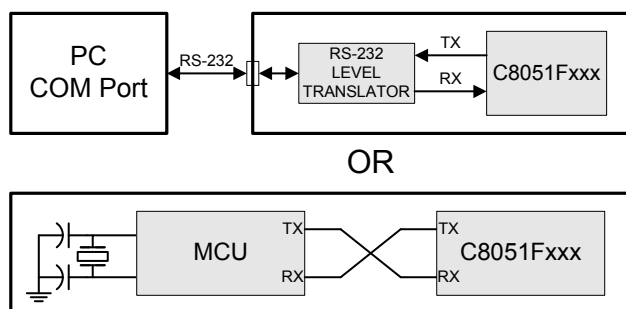 PC
COM Port
RS-232
RS-232
LEVEL
TRANSLATOR
TX
RX
C8051Fxxx
OR
MCU
TX
RX
TX
RX
C8051Fxxx